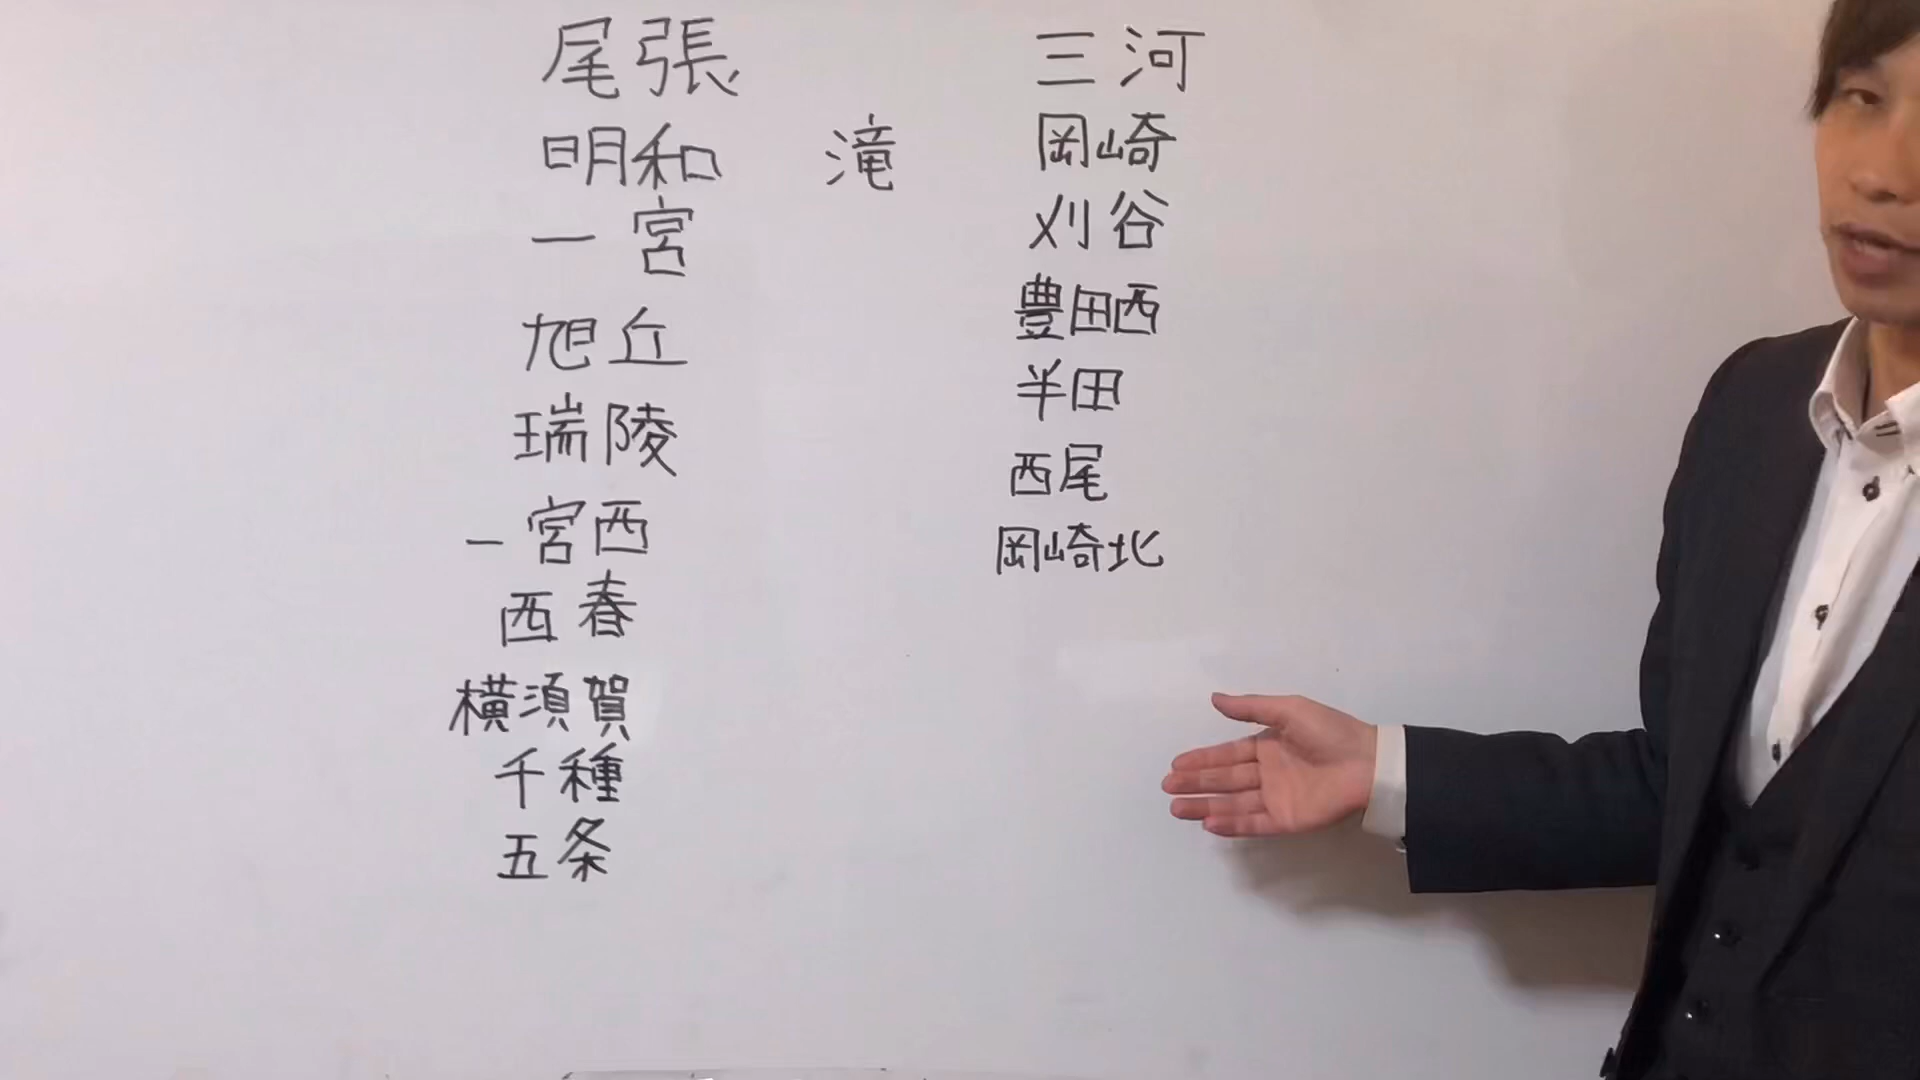 尾張
明和
一宮
旭丘
瑞陵
一宮西
西春
横須賀
千種
五条
滝
三河
岡崎
刈谷
豊田西
半田
西尾
岡崎北